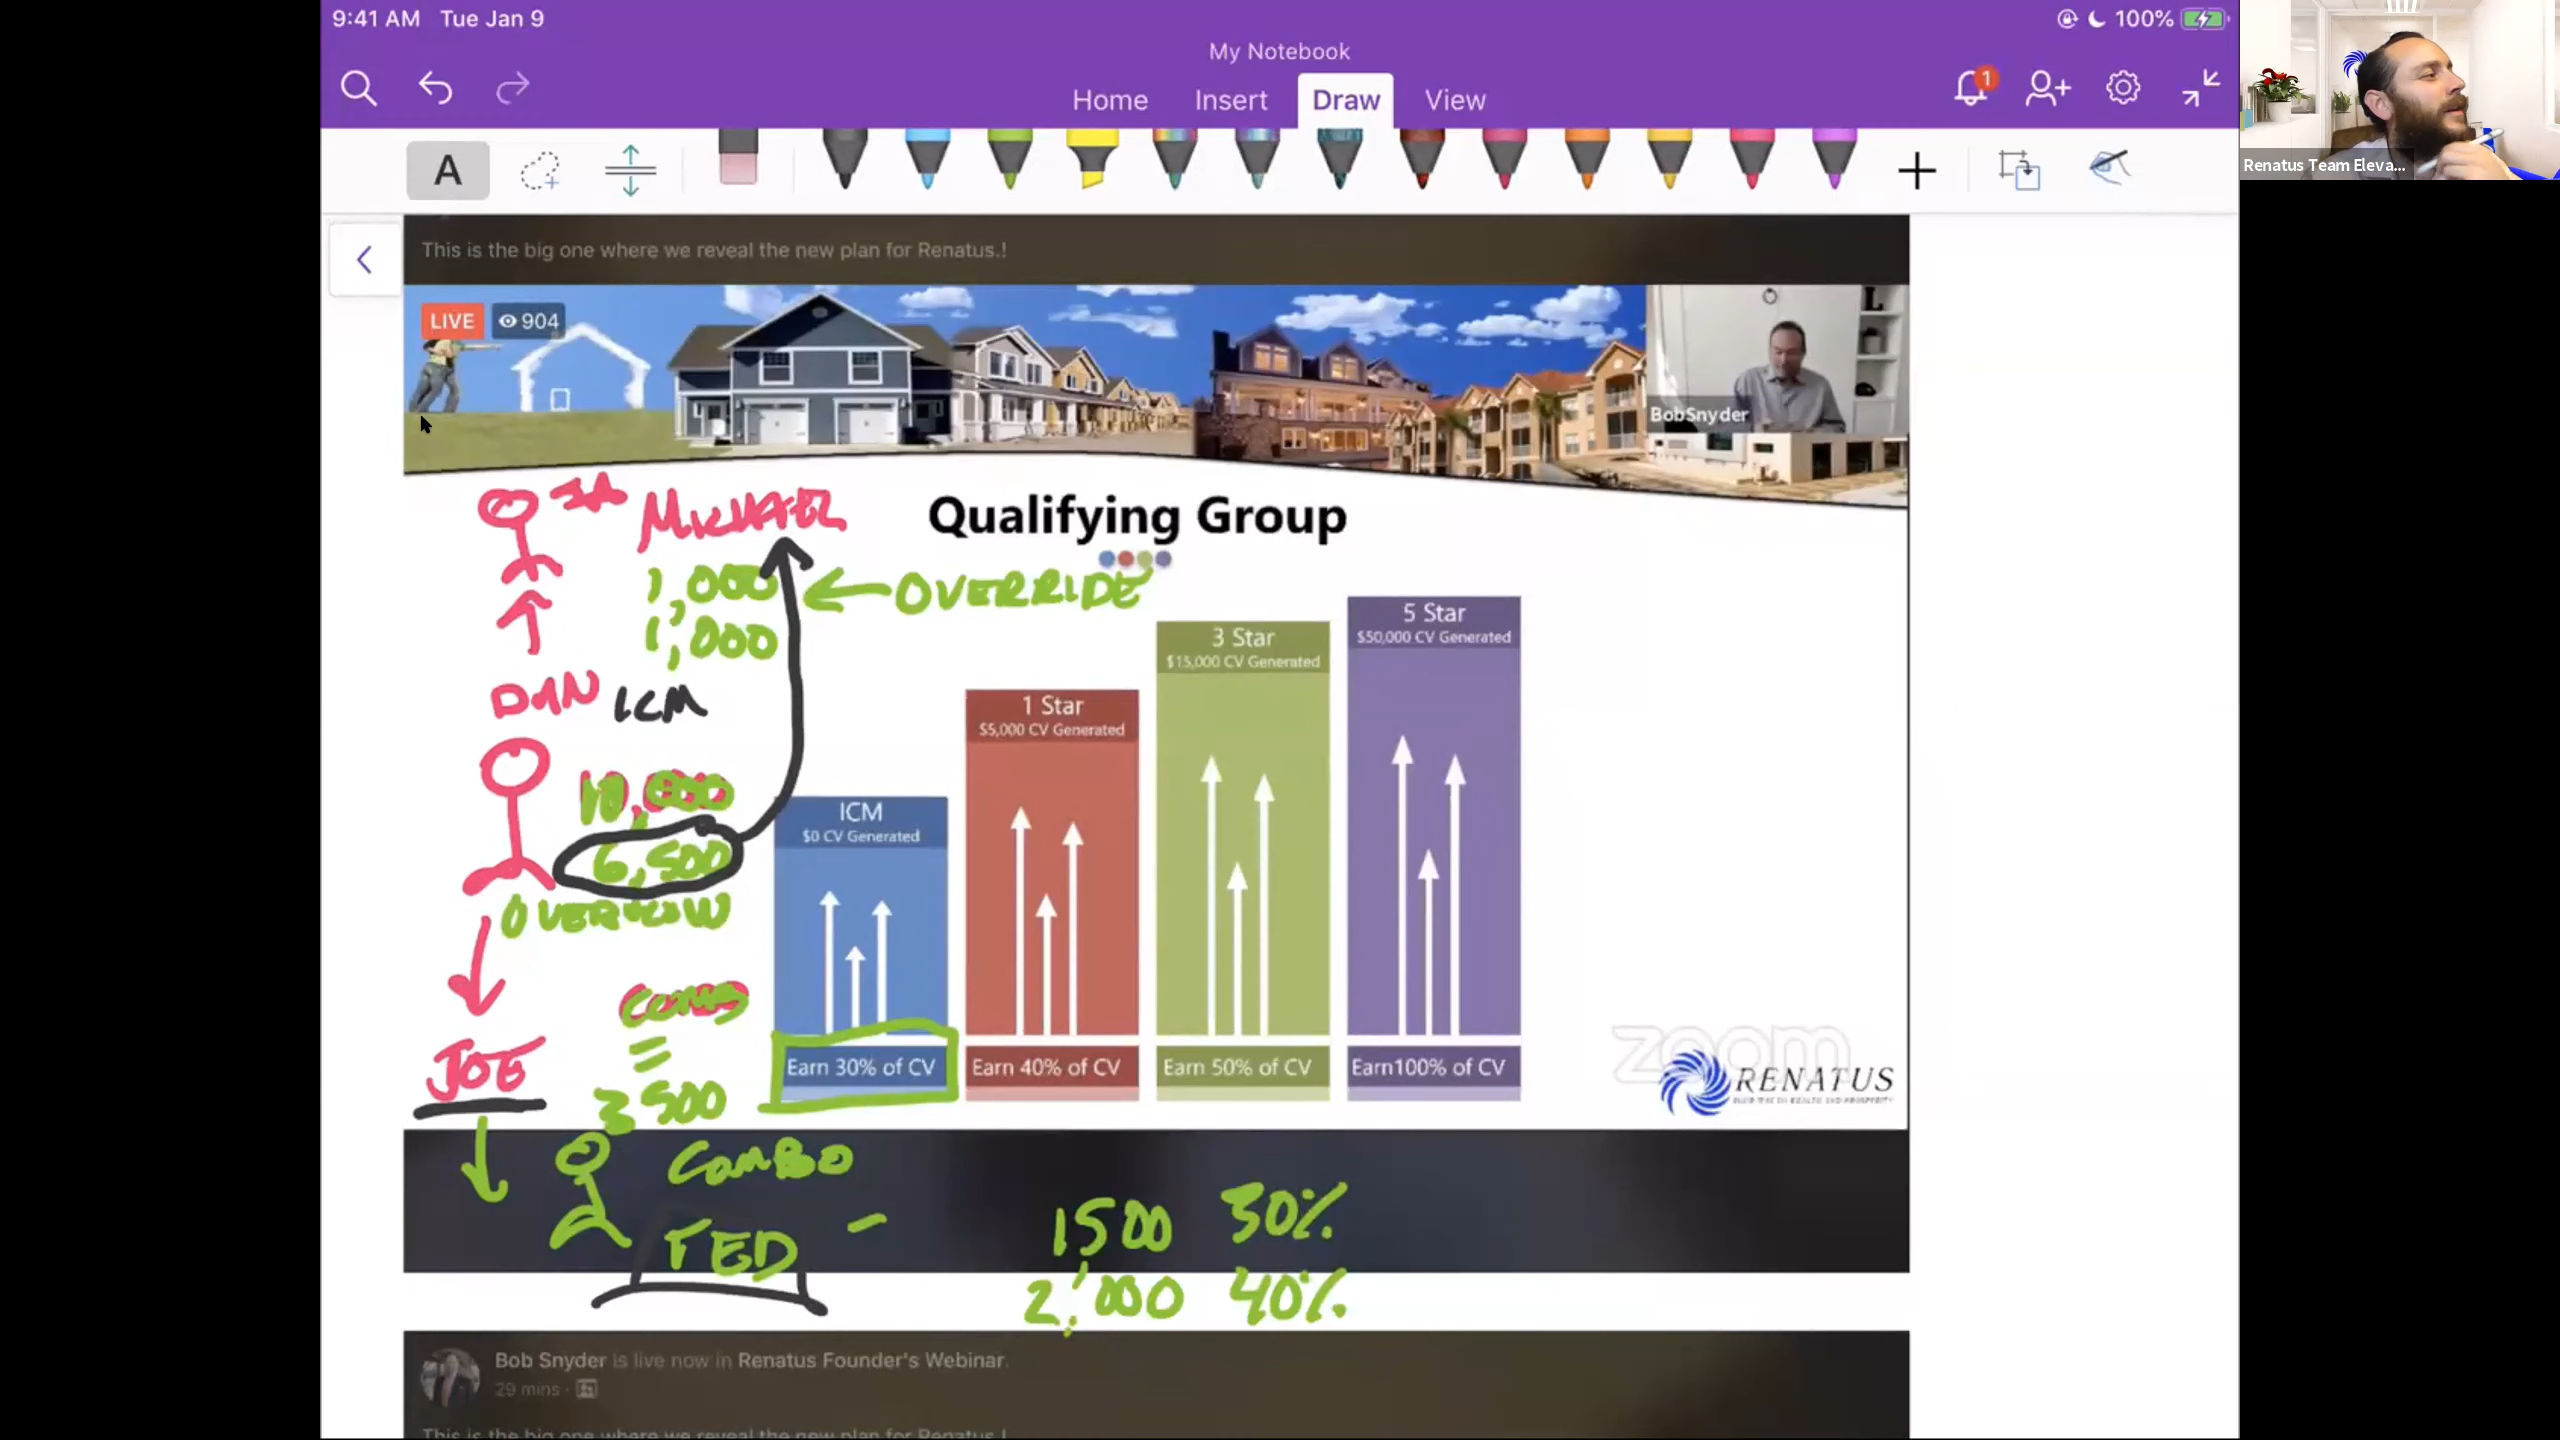 9:41 AM Tue Jan 9
100%
My Notebook
Home Insert Draw View
1
Renatus Team Eleva...
A
This is the big one where we reveal the new plan for Renatus.!
LIVE 904
BobSnyder
MICHAEL
Qualifying Group
1,000 ← OVERRIDE
1,000
DAN ICM
10,000
6,500
OVERFLOW
ICM
$0 CV Generated
1 Star
$5,000 CV Generated
3 Star
$15,000 CV Generated
5 Star
$50,000 CV Generated
Earn 30% of CV
Earn 40% of CV
Earn 50% of CV
Earn100% of CV
zoom
RENATUS
JOE
=
3500
COMBO
TED -
1500 30%
2,000 40%
Bob Snyder is live now in Renatus Founder's Webinar.
29 mins ·
This is the big one where we reveal the new plan for Renatus.!